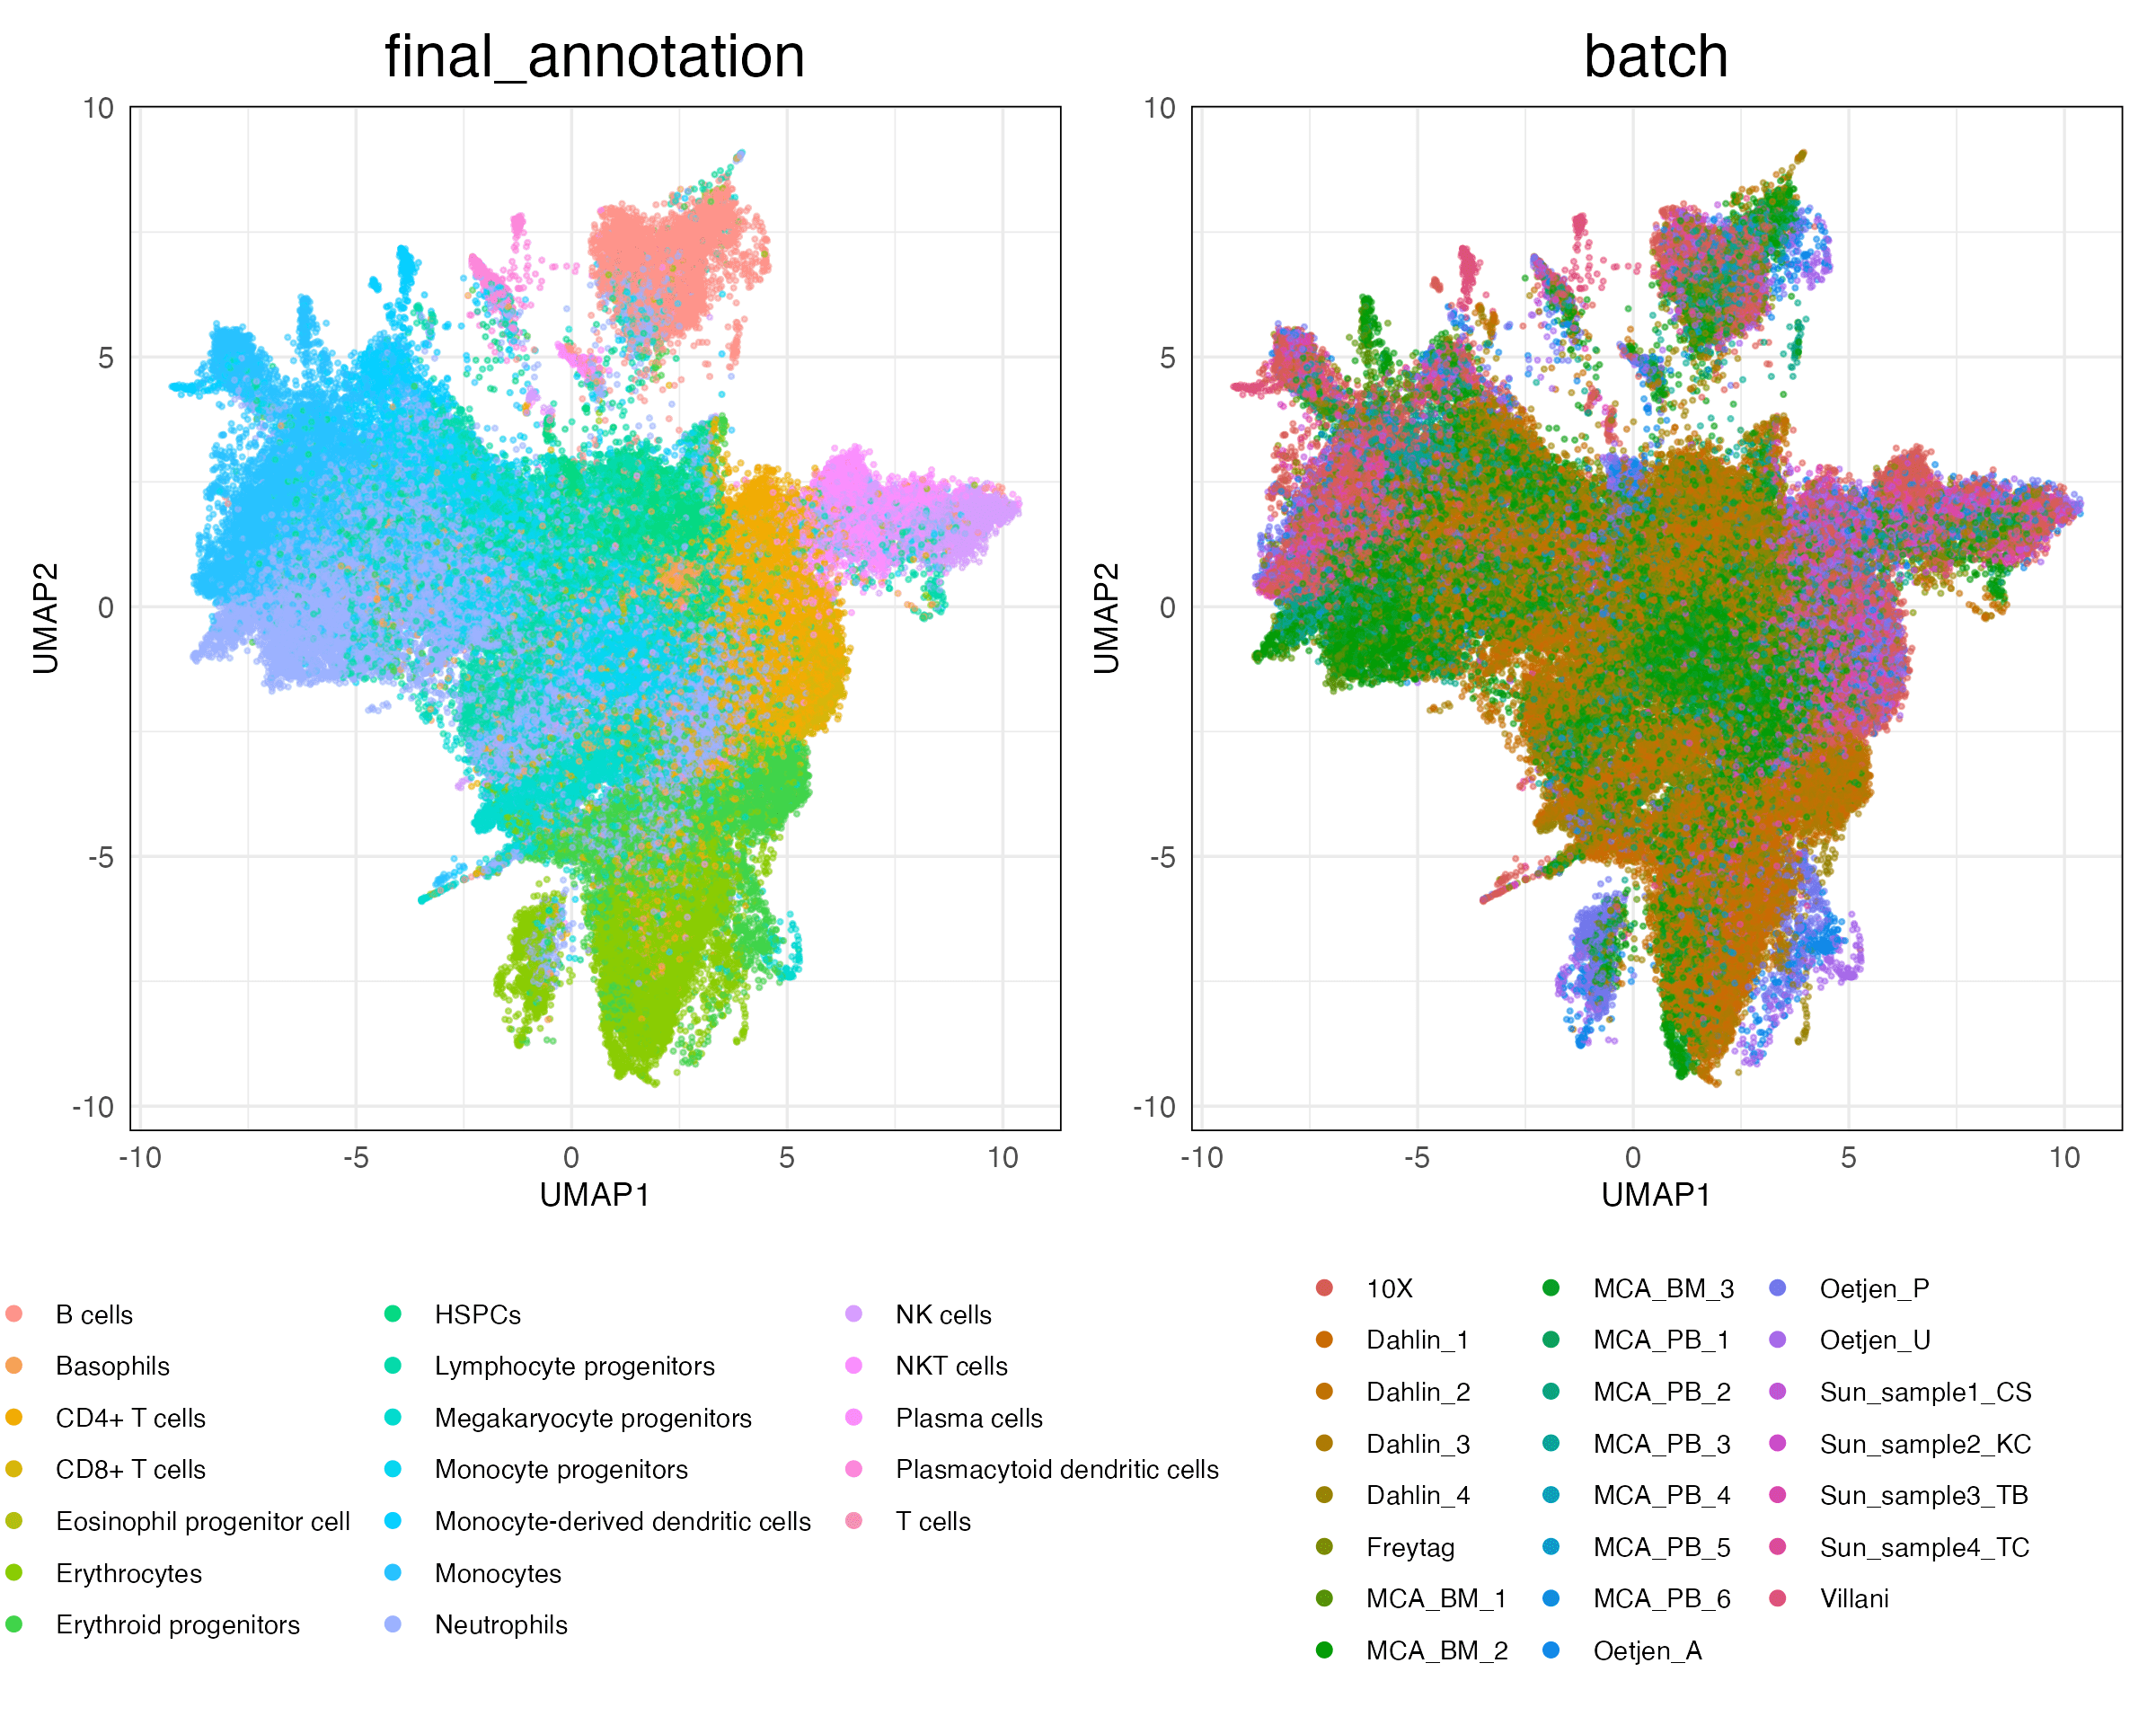 final_annotation
batch
10
5
0
-5
-10
-10
-5
0
5
10
UMAP1
UMAP2
10
5
0
-5
-10
-10
-5
0
5
10
UMAP1
UMAP2
B cells
Basophils
CD4+ T cells
CD8+ T cells
Eosinophil progenitor cell
Erythrocytes
Erythroid progenitors
HSPCs
Lymphocyte progenitors
Megakaryocyte progenitors
Monocyte progenitors
Monocyte-derived dendritic cells
Monocytes
Neutrophils
NK cells
NKT cells
Plasma cells
Plasmacytoid dendritic cells
T cells
10X
Dahlin_1
Dahlin_2
Dahlin_3
Dahlin_4
Freytag
MCA_BM_1
MCA_BM_2
MCA_BM_3
MCA_PB_1
MCA_PB_2
MCA_PB_3
MCA_PB_4
MCA_PB_5
MCA_PB_6
Oetjen_A
Oetjen_P
Oetjen_U
Sun_sample1_CS
Sun_sample2_KC
Sun_sample3_TB
Sun_sample4_TC
Villani